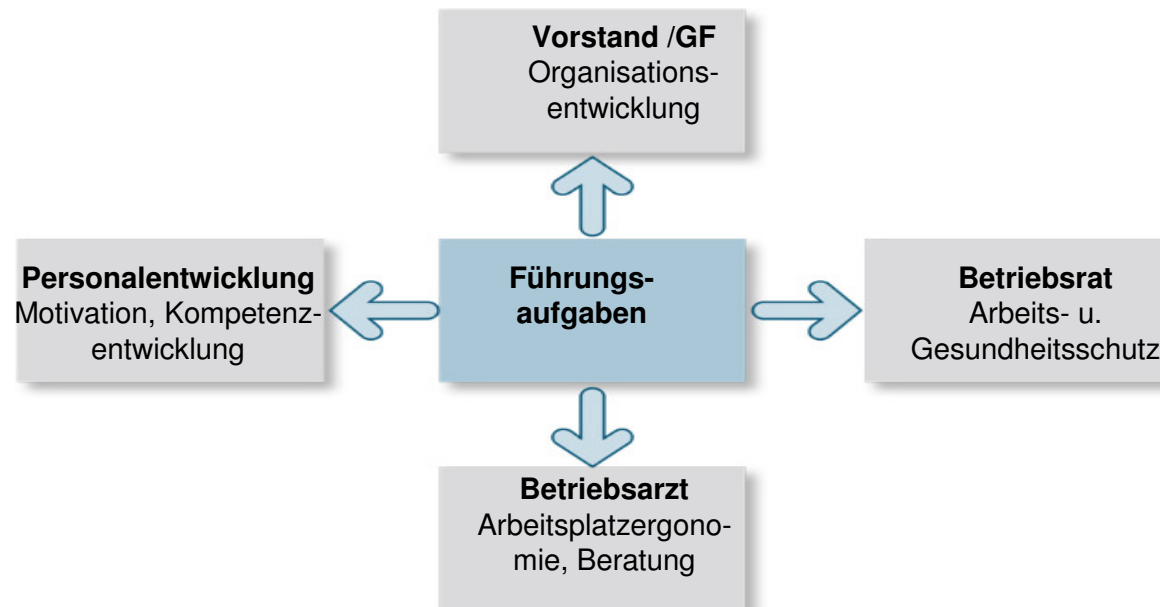 Vorstand /GF
Organisations-
entwicklung
Personalentwicklung
Motivation, Kompetenz-
entwicklung
Führungs-
aufgaben
Betriebsrat
Arbeits- u.
Gesundheitsschutz
Betriebsarzt
Arbeitsplatzergono-
mie, Beratung